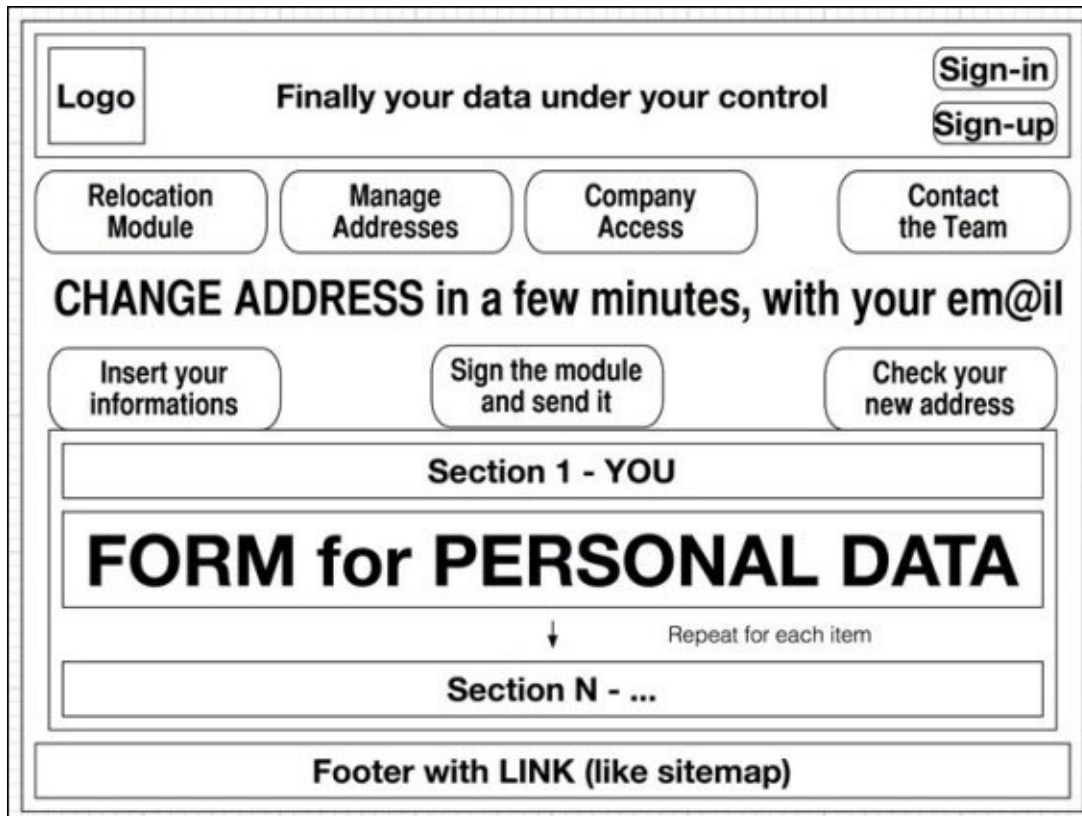 Logo
Finally your data under your control
Sign-in
Sign-up
Relocation
Module
Manage
Addresses
Company
Access
Contact
the Team
CHANGE ADDRESS in a few minutes, with your em@il
Insert your
informations
Sign the module
and send it
Check your
new address
Section 1 - YOU
FORM for PERSONAL DATA
Repeat for each item
Section N - ...
Footer with LINK (like sitemap)